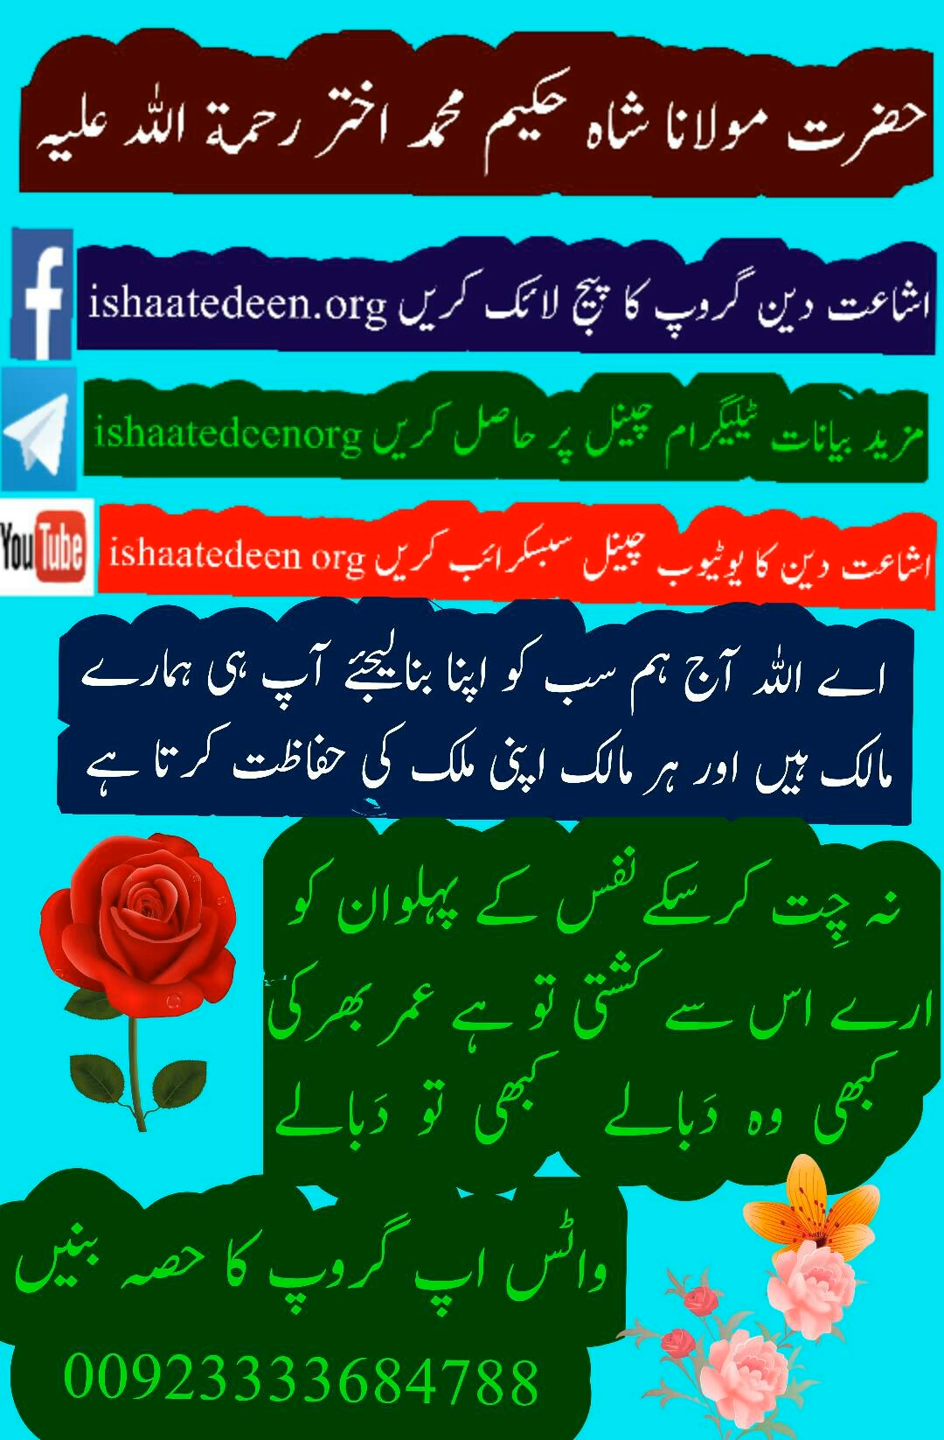 حضرت مولانا شاہ حکیم محمد اختر رحمة اللہ علیہ
اشاعت دین گروپ کا پیج لائک کریں ishaatedeen.org
مزید بیانات ٹیلیگرام چینل پر حاصل کریں ishaatedeenorg
YouTube
اشاعت دین کا یوٹیوب چینل سبسکرائب کریں ishaatedeen org
اے اللہ آج ہم سب کو اپنا بنا لیجئے آپ ہی ہمارے
مالک ہیں اور ہر مالک اپنی ملک کی حفاظت کرتا ہے
نہ چِت کرسکے نفس کے پہلوان کو
ارے اس سے کشتی تو ہے عمر بھر کی
کبھی وہ دَبالے کبھی تو دَبالے
واٹس اپ گروپ کا حصہ بنیں
00923333684788